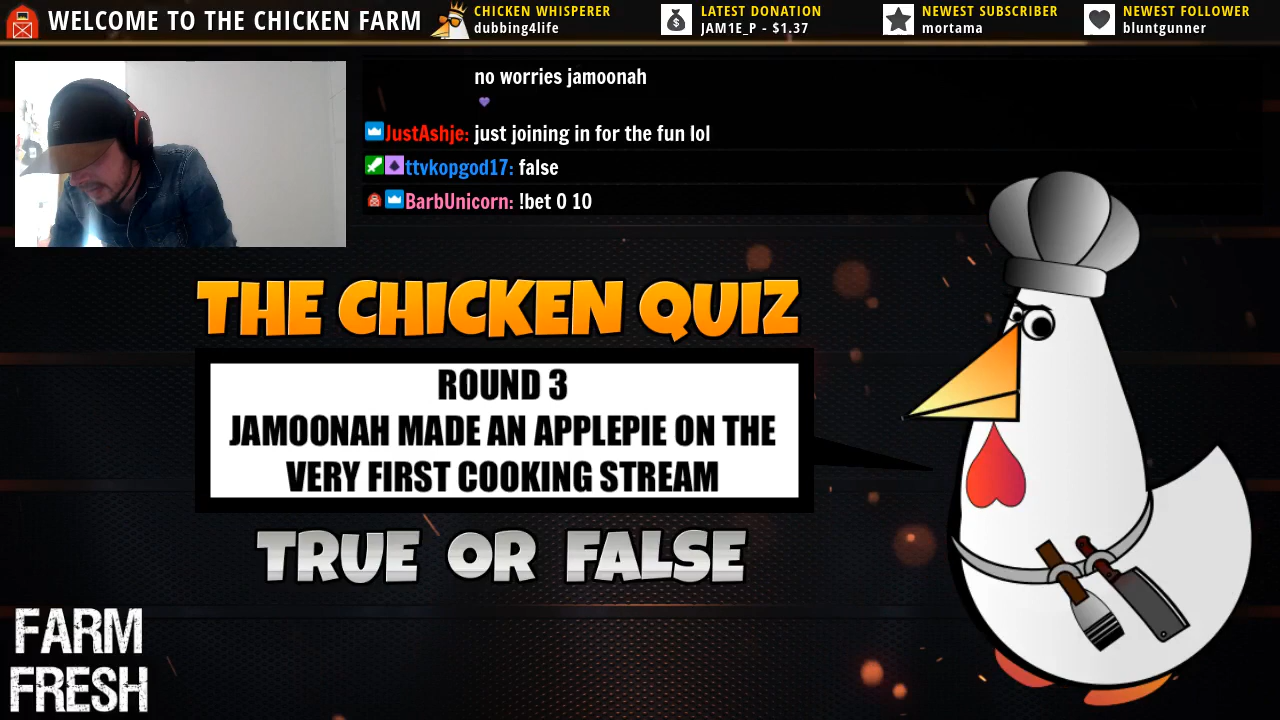 WELCOME TO THE CHICKEN FARM
CHICKEN WHISPERER
dubbing4life
LATEST DONATION
JAM1E_P - $1.37
NEWEST SUBSCRIBER
mortama
NEWEST FOLLOWER
bluntgunner
no worries jamoonah
JustAshje: just joining in for the fun lol
ttvkopgod17: false
BarbUnicorn: !bet 0 10
THE CHICKEN QUIZ
ROUND 3
JAMOONAH MADE AN APPLEPIE ON THE
VERY FIRST COOKING STREAM
TRUE OR FALSE
FARM
FRESH